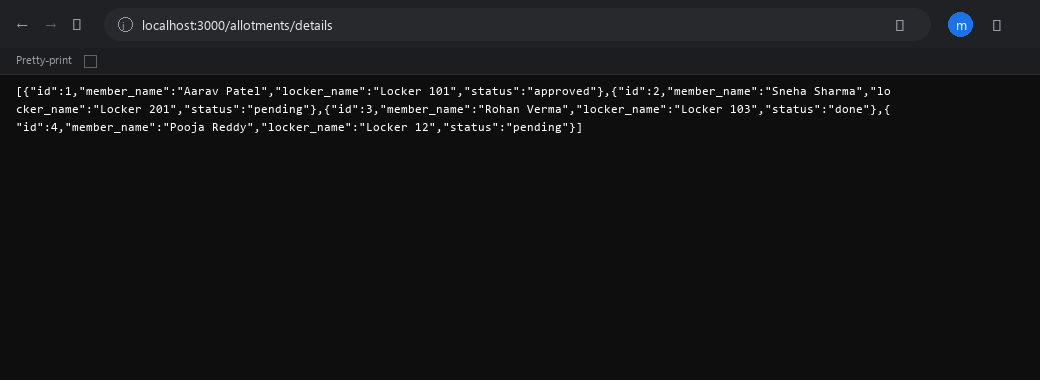 localhost:3000/allotments/details
m
Pretty-print
[{"id":1,"member_name":"Aarav Patel","locker_name":"Locker 101","status":"approved"},{"id":2,"member_name":"Sneha Sharma","lo
cker_name":"Locker 201","status":"pending"},{"id":3,"member_name":"Rohan Verma","locker_name":"Locker 103","status":"done"},{
"id":4,"member_name":"Pooja Reddy","locker_name":"Locker 12","status":"pending"}]